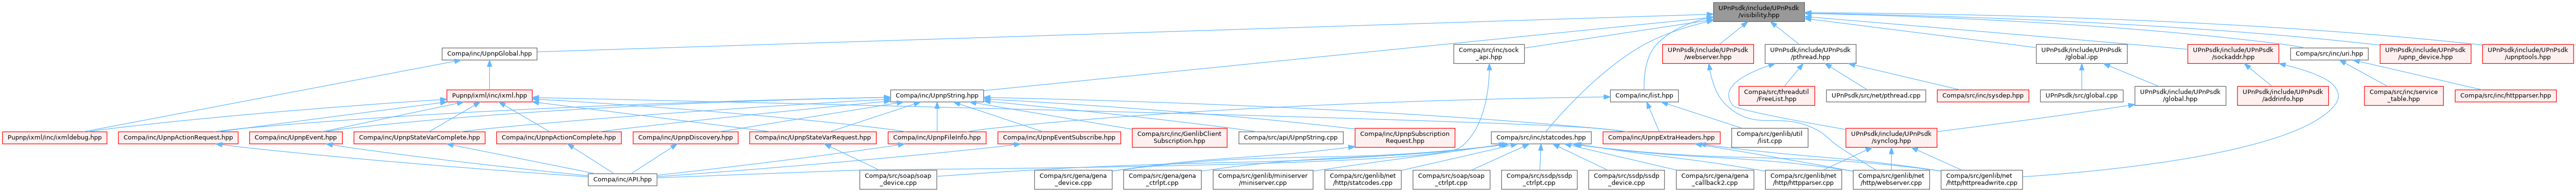 UPnPsdk/include/UPnPsdk
/visibility.hpp
Compa/inc/UpnpGlobal.hpp
Compa/src/inc/sock
_api.hpp
UPnPsdk/include/UPnPsdk
/webserver.hpp
UPnPsdk/include/UPnPsdk
/pthread.hpp
UPnPsdk/include/UPnPsdk
/global.ipp
UPnPsdk/include/UPnPsdk
/sockaddr.hpp
Compa/src/inc/uri.hpp
UPnPsdk/include/UPnPsdk
/upnp_device.hpp
UPnPsdk/include/UPnPsdk
/upnptools.hpp
Pupnp/ixml/inc/ixml.hpp
Compa/inc/UpnpString.hpp
Compa/inc/list.hpp
Compa/src/threadutil
/FreeList.hpp
UPnPsdk/src/net/pthread.cpp
Compa/src/inc/sysdep.hpp
UPnPsdk/src/global.cpp
UPnPsdk/include/UPnPsdk
/global.hpp
UPnPsdk/include/UPnPsdk
/addrinfo.hpp
Compa/src/inc/service
_table.hpp
Compa/src/inc/httpparser.hpp
Pupnp/ixml/inc/ixmldebug.hpp
Compa/inc/UpnpActionRequest.hpp
Compa/inc/UpnpEvent.hpp
Compa/inc/UpnpStateVarComplete.hpp
Compa/inc/UpnpActionComplete.hpp
Compa/inc/UpnpDiscovery.hpp
Compa/inc/UpnpStateVarRequest.hpp
Compa/inc/UpnpFileInfo.hpp
Compa/inc/UpnpEventSubscribe.hpp
Compa/src/inc/GenlibClient
Subscription.hpp
Compa/src/api/UpnpString.cpp
Compa/inc/UpnpSubscription
Request.hpp
Compa/src/inc/statcodes.hpp
Compa/inc/UpnpExtraHeaders.hpp
Compa/src/genlib/util
/list.cpp
UPnPsdk/include/UPnPsdk
/synclog.hpp
Compa/inc/API.hpp
Compa/src/soap/soap
_device.cpp
Compa/src/gena/gena
_device.cpp
Compa/src/gena/gena
_ctrlpt.cpp
Compa/src/genlib/miniserver
/miniserver.cpp
Compa/src/genlib/net
/http/statcodes.cpp
Compa/src/soap/soap
_ctrlpt.cpp
Compa/src/ssdp/ssdp
_ctrlpt.cpp
Compa/src/ssdp/ssdp
_device.cpp
Compa/src/gena/gena
_callback2.cpp
Compa/src/genlib/net
/http/httpparser.cpp
Compa/src/genlib/net
/http/webserver.cpp
Compa/src/genlib/net
/http/httpreadwrite.cpp